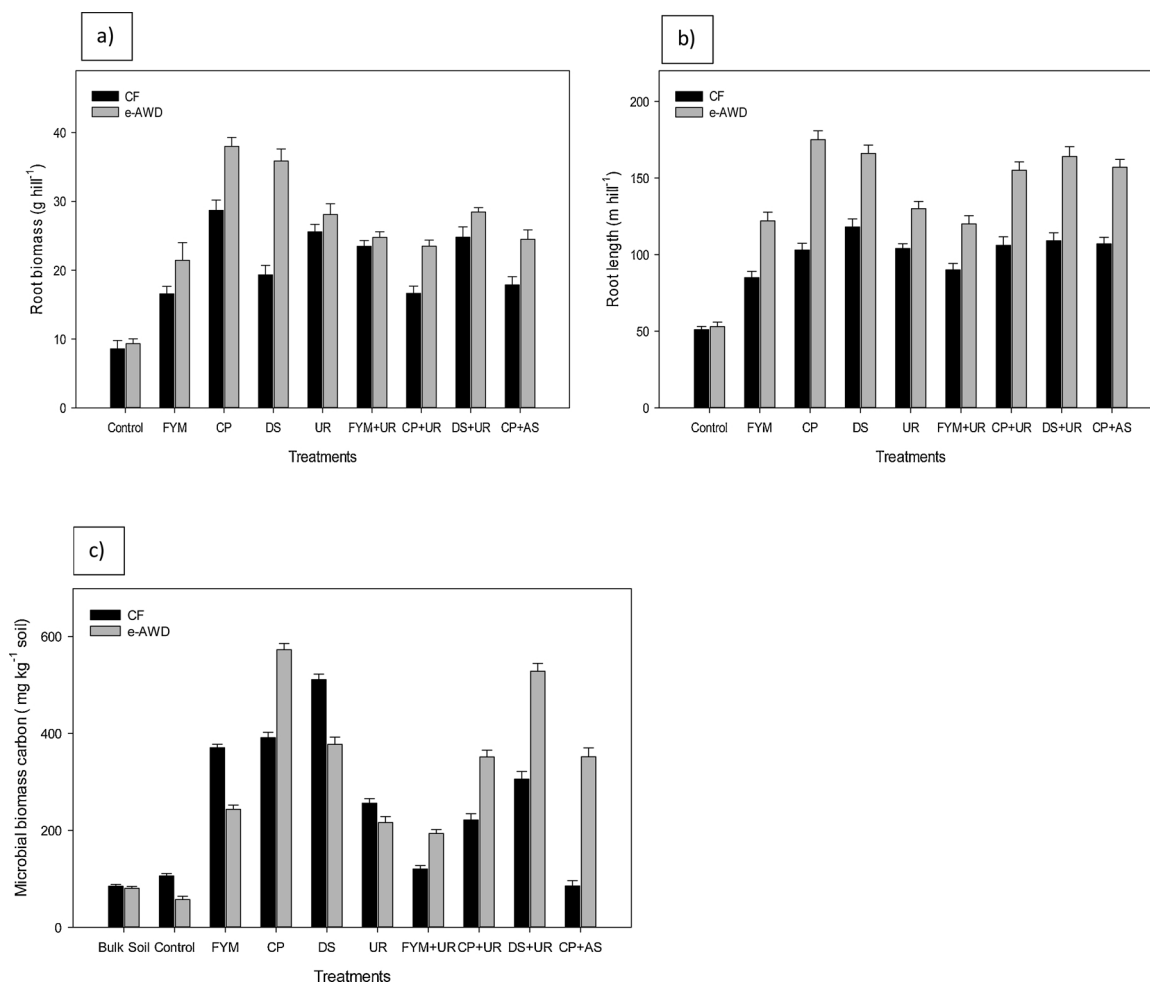 a)
CF
e-AWD
Root biomass (g hill⁻¹)
40
30
20
10
0
Control FYM CP DS UR FYM+UR CP+UR DS+UR CP+AS
Treatments
b)
CF
e-AWD
Root length (m hill⁻¹)
200
150
100
50
0
Control FYM CP DS UR FYM+UR CP+UR DS+UR CP+AS
Treatments
c)
CF
e-AWD
Microbial biomass carbon ( mg kg⁻¹ soil)
600
400
200
0
Bulk Soil Control FYM CP DS UR FYM+UR CP+UR DS+UR CP+AS
Treatments